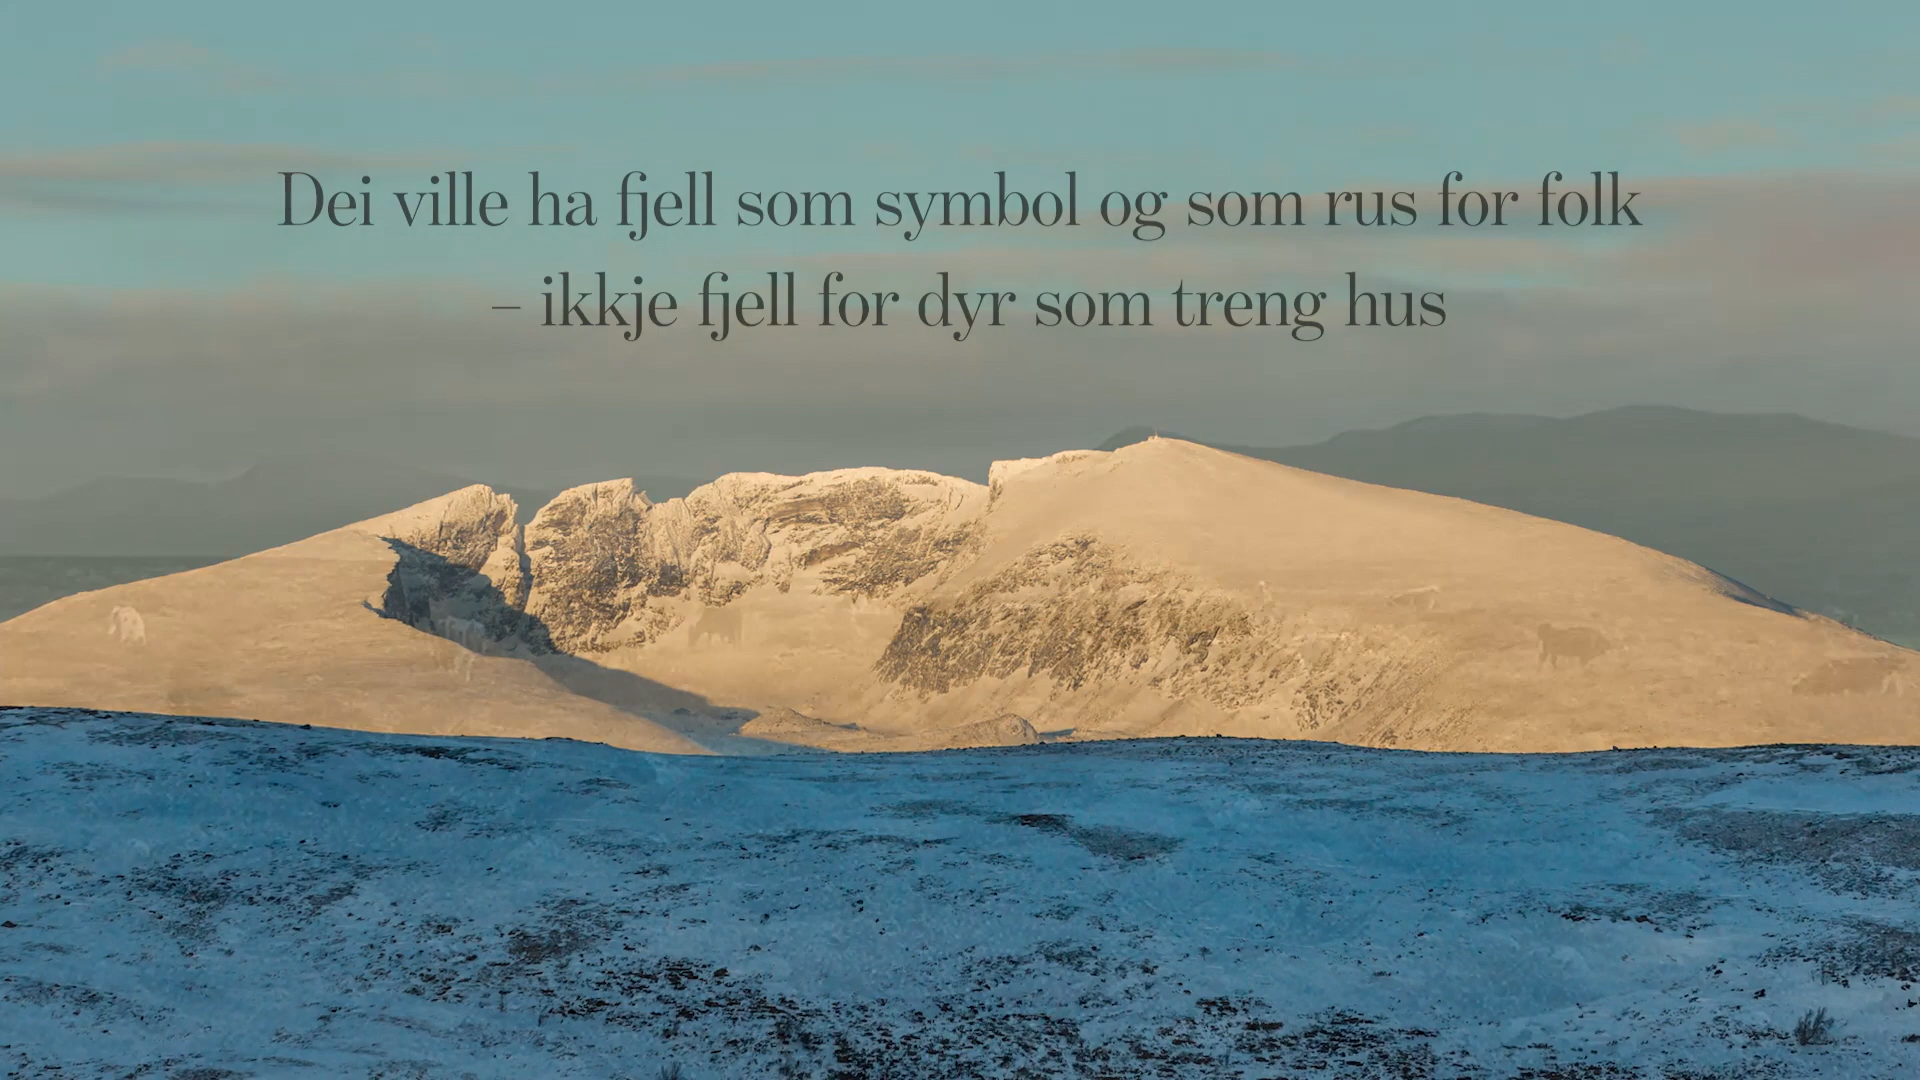 Dei ville ha fjell som symbol og som rus for folk
– ikkje fjell for dyr som treng hus